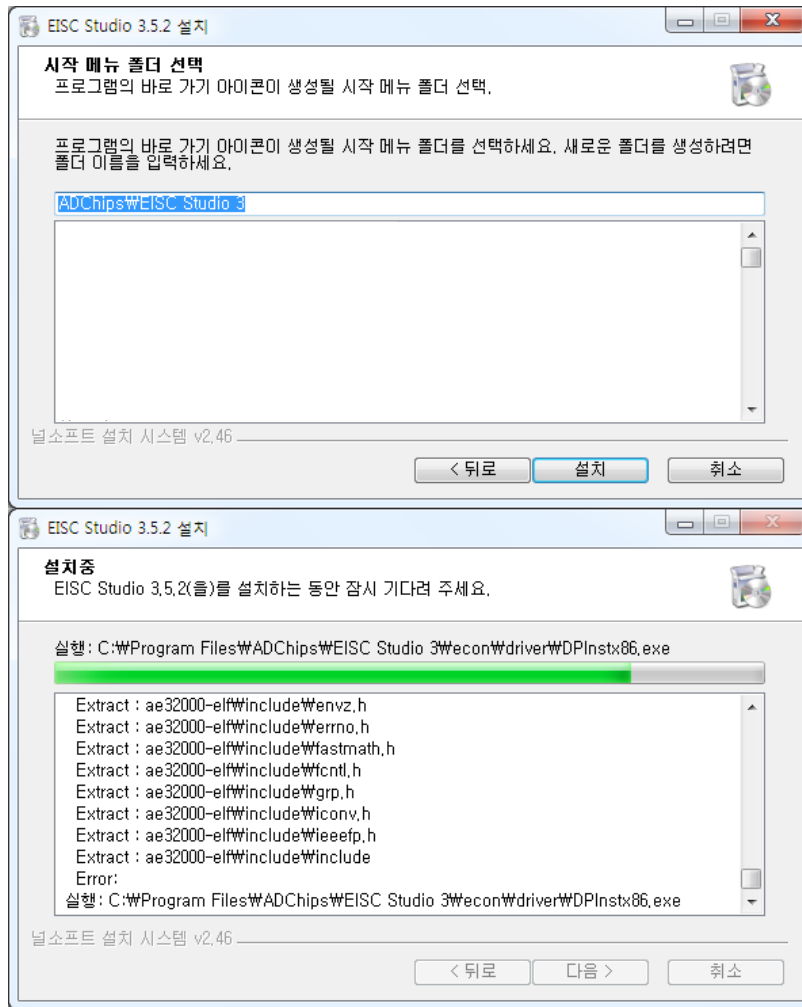 EISC Studio 3.5.2 설치
시작 메뉴 폴더 선택
프로그램의 바로 가기 아이콘이 생성될 시작 메뉴 폴더 선택.
프로그램의 바로 가기 아이콘이 생성될 시작 메뉴 폴더를 선택하세요. 새로운 폴더를 생성하려면
폴더 이름을 입력하세요.
ADChips₩EISC Studio 3
널소프트 설치 시스템 v2.46
< 뒤로 설치 취소
EISC Studio 3.5.2 설치
설치중
EISC Studio 3.5.2(을)를 설치하는 동안 잠시 기다려 주세요.
실행: C:₩Program Files₩ADChips₩EISC Studio 3₩econ₩driver₩DPInstx86.exe
Extract : ae32000-elf₩include₩envz.h
Extract : ae32000-elf₩include₩errno.h
Extract : ae32000-elf₩include₩fastmath.h
Extract : ae32000-elf₩include₩fcntl.h
Extract : ae32000-elf₩include₩grp.h
Extract : ae32000-elf₩include₩iconv.h
Extract : ae32000-elf₩include₩ieeefp.h
Extract : ae32000-elf₩include₩include
Error:
실행: C:₩Program Files₩ADChips₩EISC Studio 3₩econ₩driver₩DPInstx86.exe
널소프트 설치 시스템 v2.46
< 뒤로 다음 > 취소